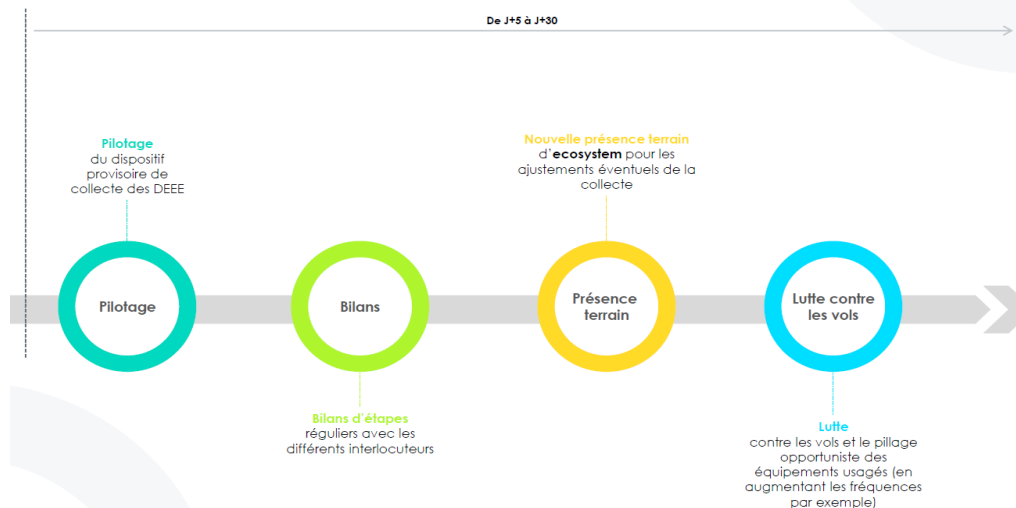 De J+5 à J+30
Pilotage
du dispositif
provisoire de
collecte des DEEE
Nouvelle présence terrain
d'ecosystem pour les
ajustements éventuels de la
collecte
Pilotage
Bilans
Présence
terrain
Lutte contre
les vols
Bilans d'étapes
réguliers avec les
différents interlocuteurs
Lutte
contre les vols et le pillage
opportuniste des
équipements usagés (en
augmentant les fréquences
par exemple)